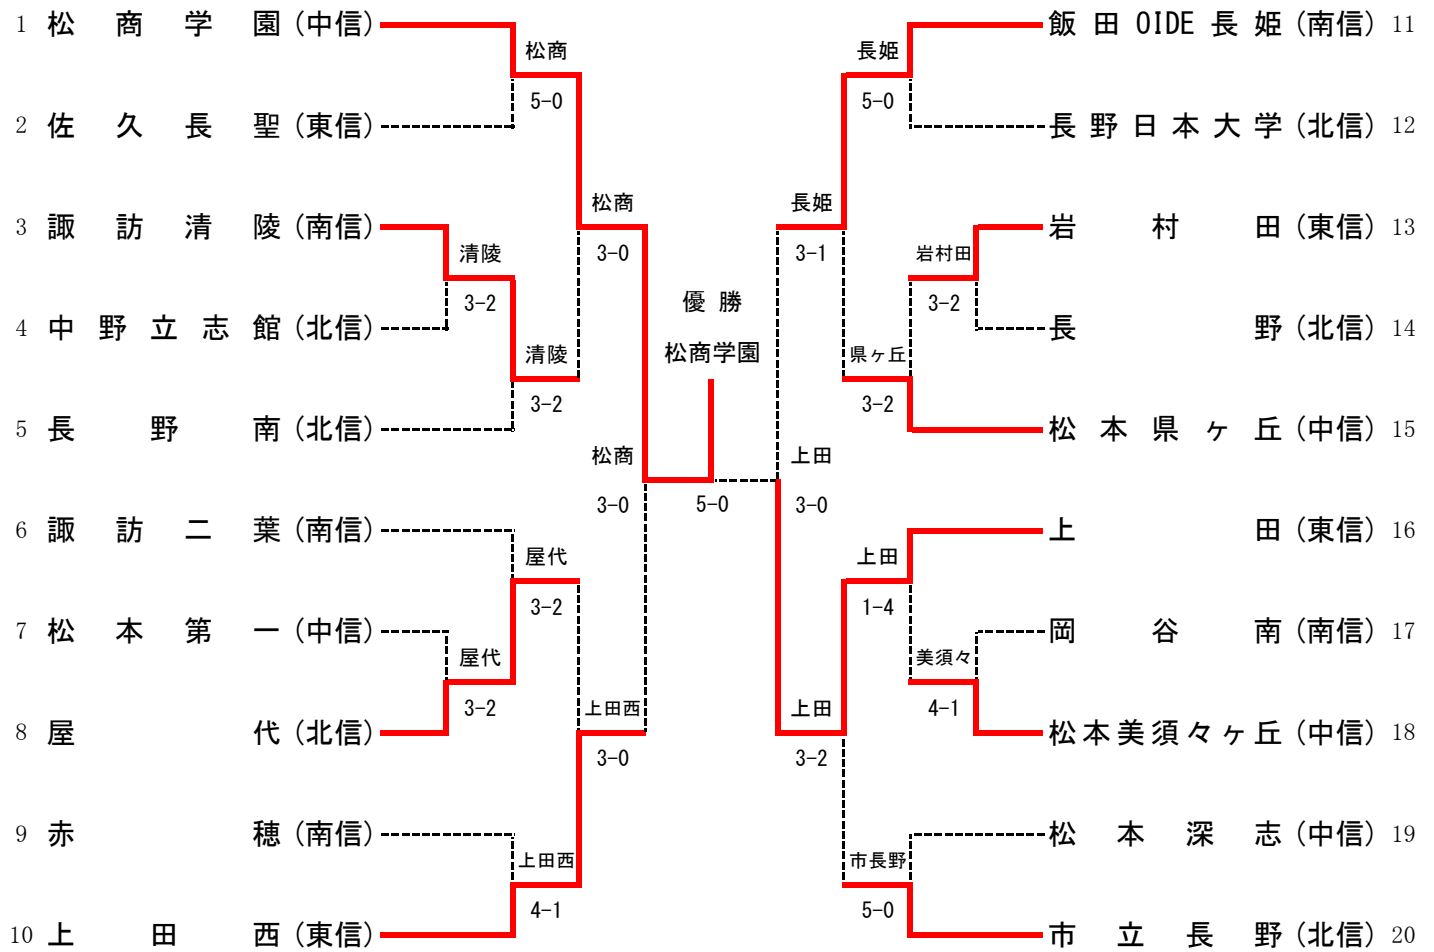 1 松商学園(中信)
松商
5-0
2 佐久長聖(東信)
松商
3-0
3 諏訪清陵(南信)
清陵
3-2
4 中野立志館(北信)
清陵
3-2
5 長野南(北信)
松商
3-0
6 諏訪二葉(南信)
屋代
3-2
7 松本第一(中信)
屋代
3-2
8 屋代(北信)
上田西
3-0
9 赤穂(南信)
上田西
4-1
10 上田西(東信)
優勝
松商学園
5-0
飯田OIDE長姫(南信) 11
長姫
5-0
長野日本大学(北信) 12
長姫
3-1
岩村田(東信) 13
岩村田
3-2
長野(北信) 14
県ヶ丘
3-2
松本県ヶ丘(中信) 15
上田
3-0
上田(東信) 16
上田
1-4
岡谷南(南信) 17
美須々
4-1
松本美須々ヶ丘(中信) 18
上田
3-2
松本深志(中信) 19
市長野
5-0
市立長野(北信) 20